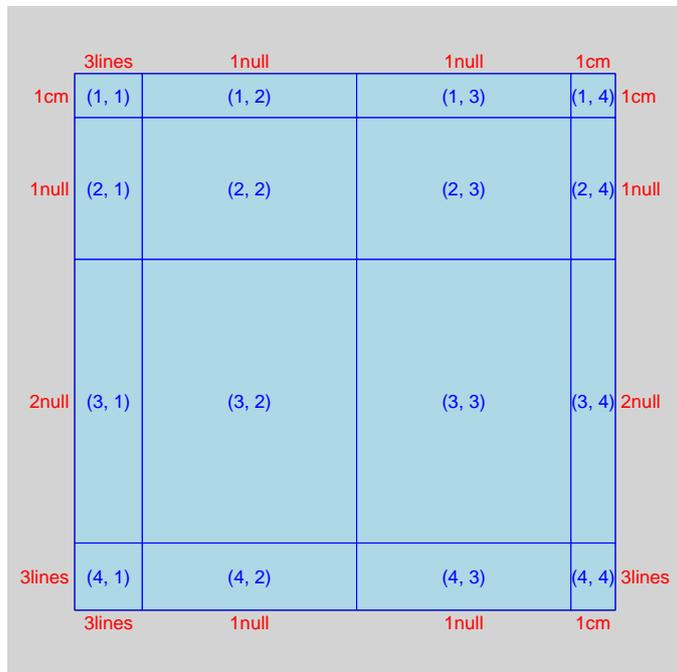 3lines 1null 1null 1cm
1cm (1, 1) (1, 2) (1, 3) (1, 4) 1cm
1null (2, 1) (2, 2) (2, 3) (2, 4) 1null
2null (3, 1) (3, 2) (3, 3) (3, 4) 2null
3lines (4, 1) (4, 2) (4, 3) (4, 4) 3lines
3lines 1null 1null 1cm